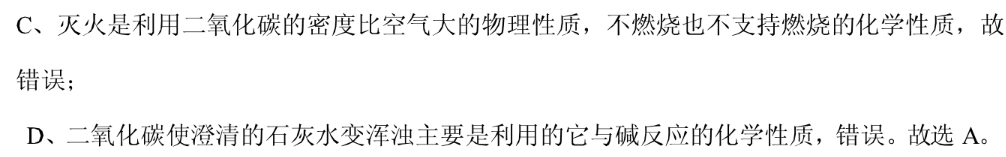 C、灭火是利用二氧化碳的密度比空气大的物理性质，不燃烧也不支持燃烧的化学性质，故
错误；
D、二氧化碳使澄清的石灰水变浑浊主要是利用的它与碱反应的化学性质，错误。故选 A。